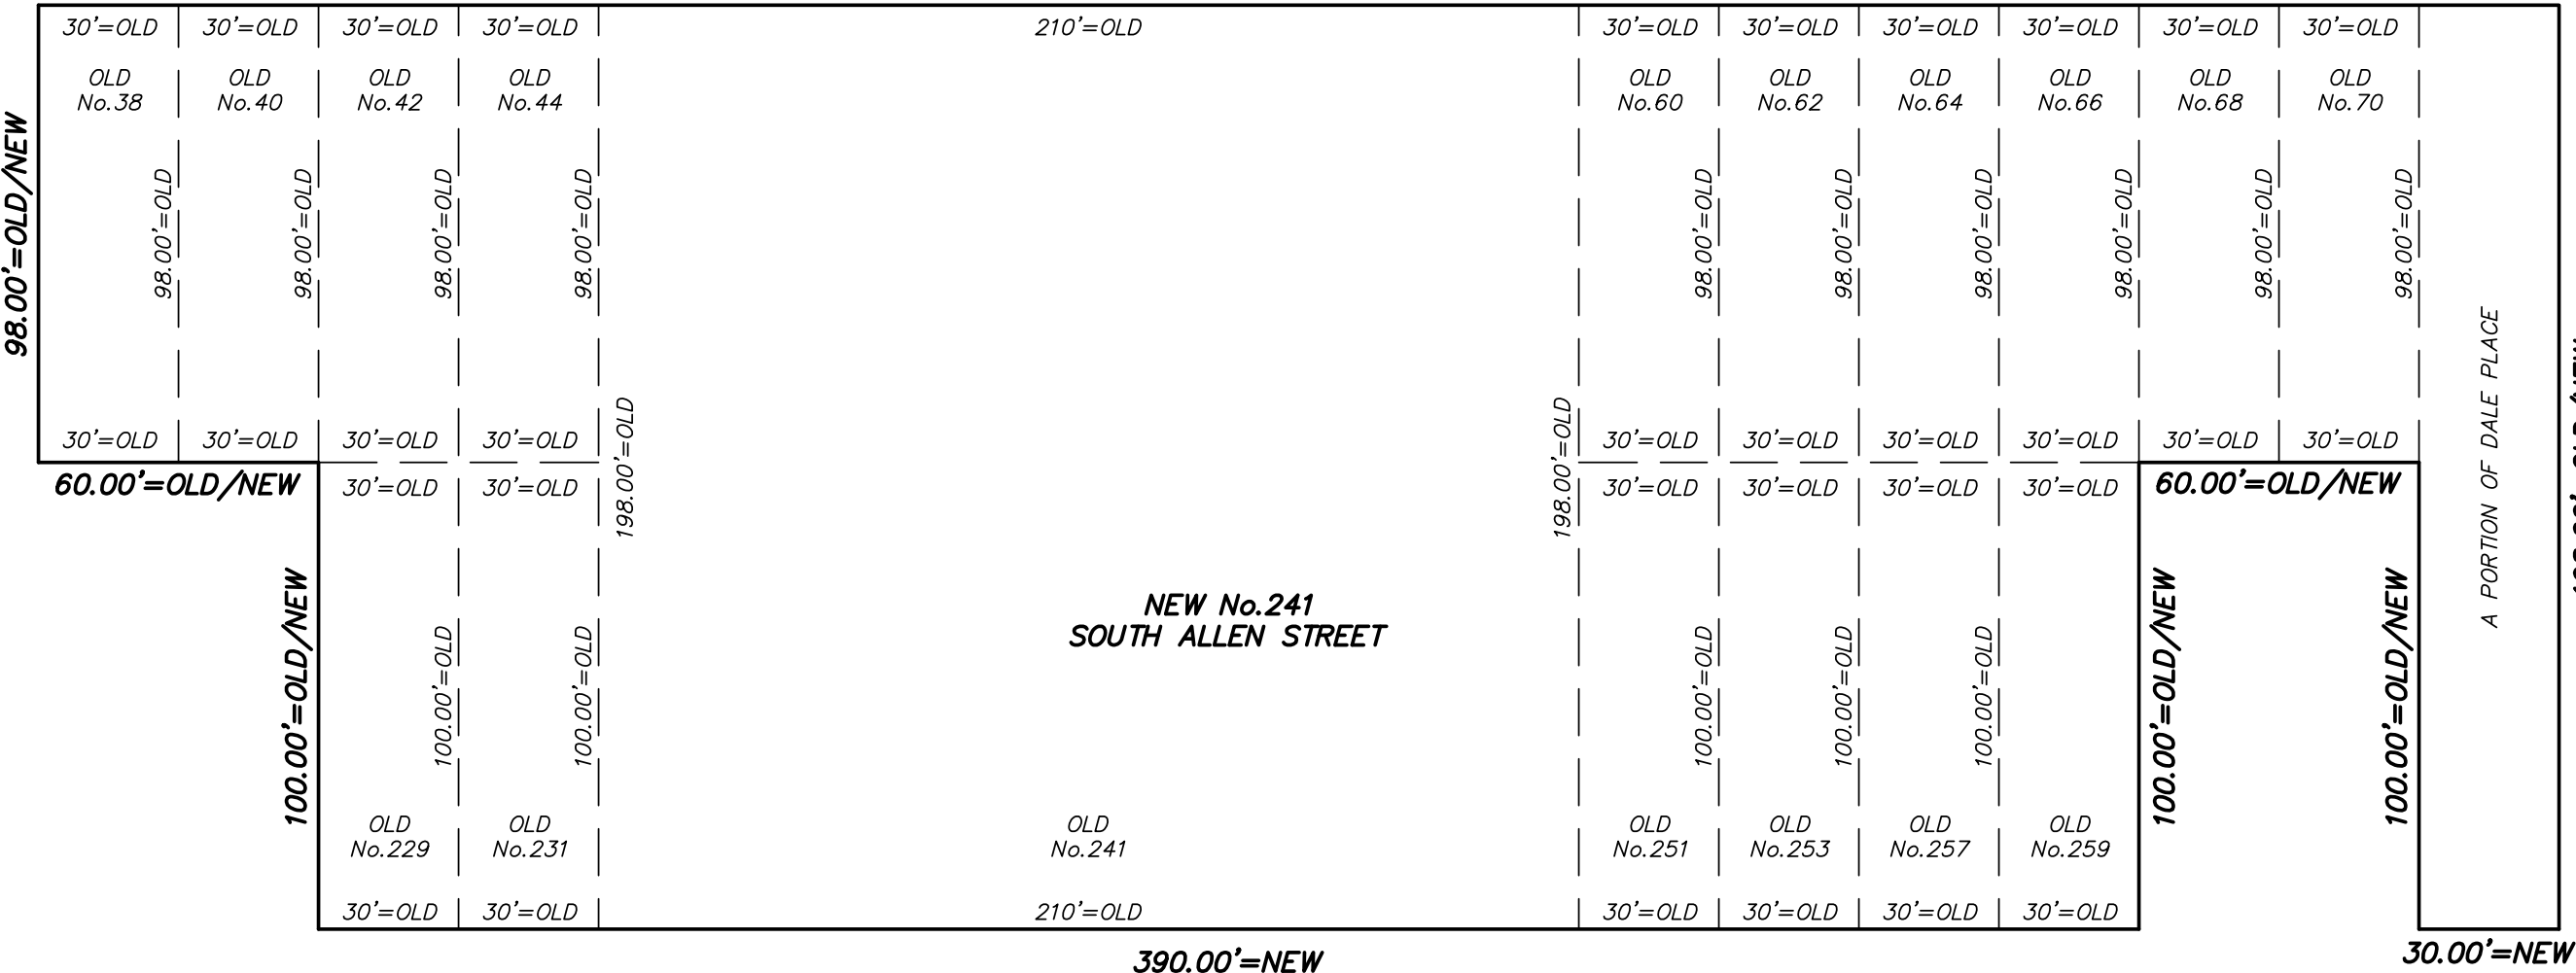 30'=OLD 30'=OLD 30'=OLD 30'=OLD 210'=OLD 30'=OLD 30'=OLD 30'=OLD 30'=OLD 30'=OLD 30'=OLD
OLD OLD OLD OLD OLD OLD OLD OLD OLD OLD
No.38 No.40 No.42 No.44 No.60 No.62 No.64 No.66 No.68 No.70
98.00'=OLD/NEW
98.00'=OLD
98.00'=OLD
98.00'=OLD
98.00'=OLD
98.00'=OLD
98.00'=OLD
98.00'=OLD
98.00'=OLD
98.00'=OLD
98.00'=OLD
A PORTION OF DALE PLACE
30'=OLD 30'=OLD 30'=OLD 30'=OLD 30'=OLD 30'=OLD 30'=OLD 30'=OLD 30'=OLD 30'=OLD
198.00'=OLD
198.00'=OLD
60.00'=OLD/NEW 30'=OLD 30'=OLD 30'=OLD 30'=OLD 30'=OLD 30'=OLD 60.00'=OLD/NEW
NEW No.241
SOUTH ALLEN STREET
100.00'=OLD/NEW
100.00'=OLD
100.00'=OLD
100.00'=OLD
100.00'=OLD
100.00'=OLD
100.00'=OLD/NEW
100.00'=OLD/NEW
OLD OLD OLD OLD OLD OLD OLD
No.229 No.231 No.241 No.251 No.253 No.257 No.259
30'=OLD 30'=OLD 210'=OLD 30'=OLD 30'=OLD 30'=OLD 30'=OLD
390.00'=NEW
30.00'=NEW